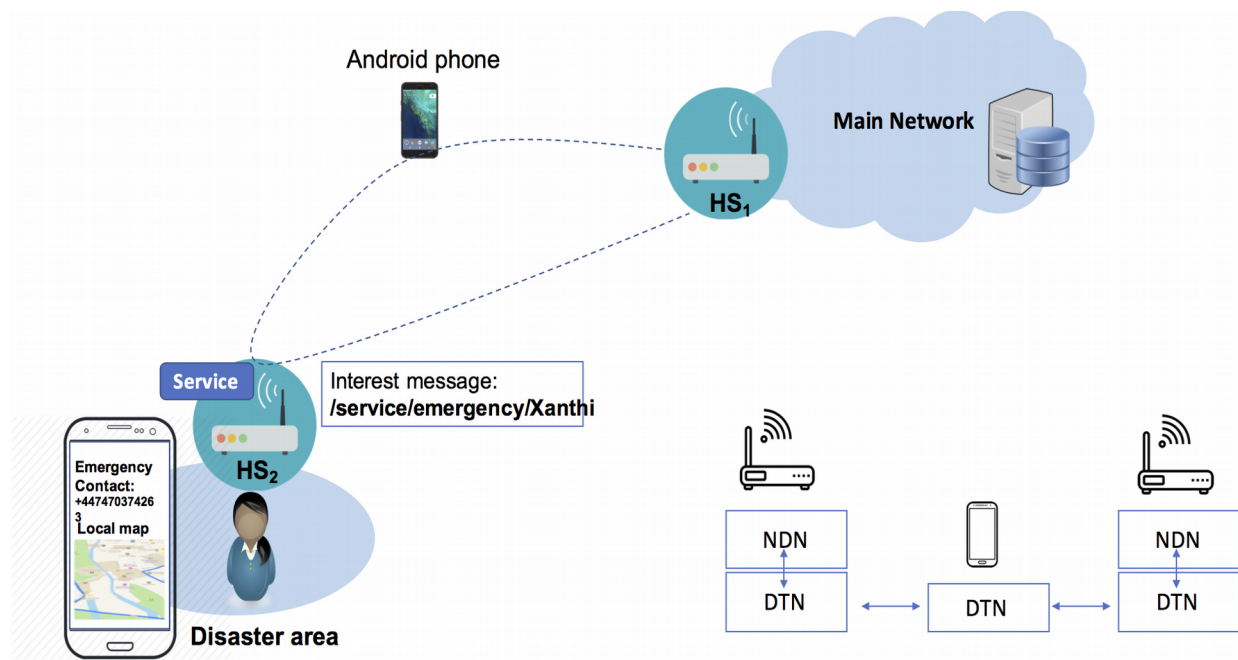 Android phone
Main Network
HS₁
Service
Interest message:
/service/emergency/Xanthi
HS₂
Emergency
Contact:
+44747037426
3
Local map
Disaster area
NDN
NDN
DTN
DTN
DTN